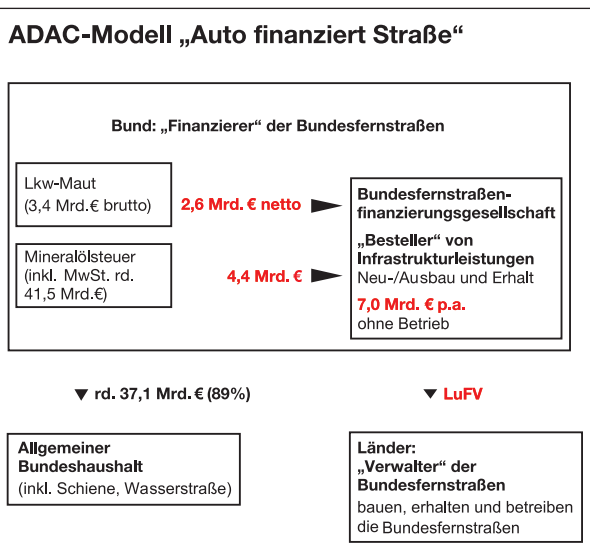 ADAC-Modell „Auto finanziert Straße“
Bund: „Finanzierer“ der Bundesfernstraßen
Lkw-Maut
(3,4 Mrd. € brutto)
2,6 Mrd. € netto
Mineralölsteuer
(inkl. MwSt. rd.
41,5 Mrd.€)
4,4 Mrd. €
Bundesfernstraßen-
finanzierungsgesellschaft
„Besteller“ von
Infrastrukturleistungen
Neu-/Ausbau und Erhalt
7,0 Mrd. € p.a.
ohne Betrieb
▼ rd. 37,1 Mrd. € (89%)
▼ LuFV
Allgemeiner
Bundeshaushalt
(inkl. Schiene, Wasserstraße)
Länder:
„Verwalter“ der
Bundesfernstraßen
bauen, erhalten und betreiben
die Bundesfernstraßen